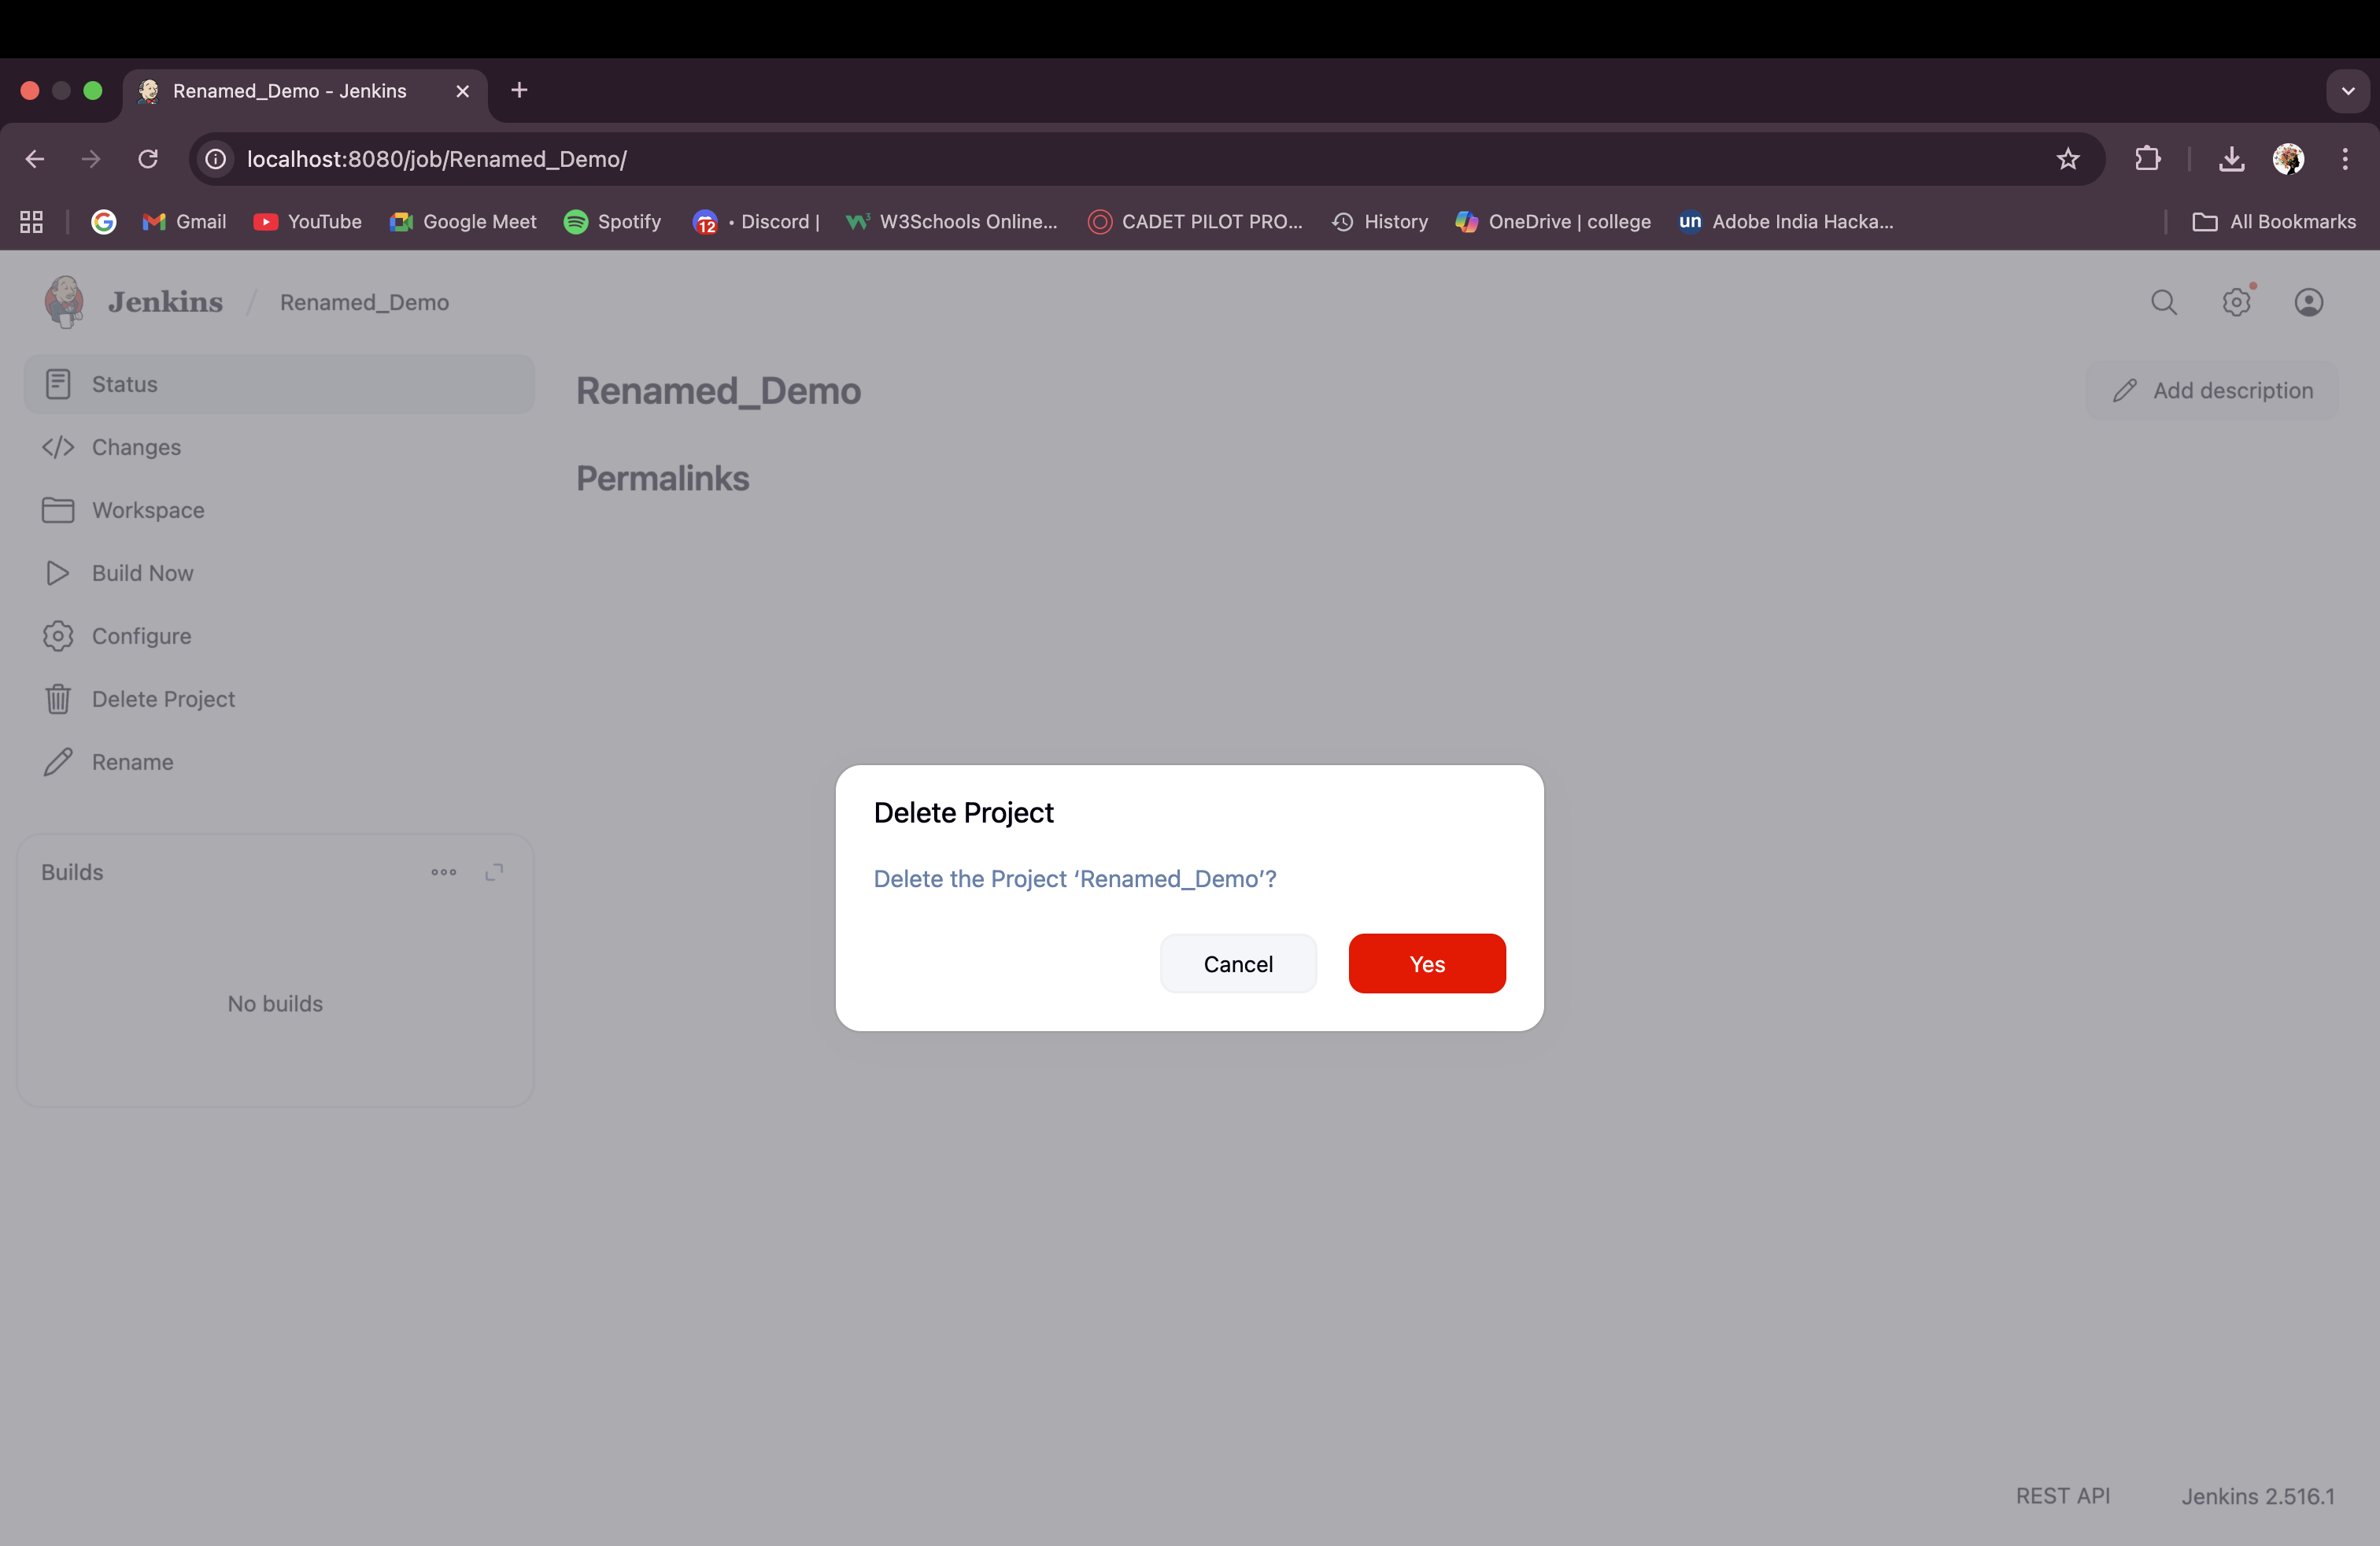 Renamed_Demo - Jenkins
localhost:8080/job/Renamed_Demo/
Gmail
YouTube
Google Meet
Spotify
12
• Discord |
W3Schools Online...
CADET PILOT PRO...
History
OneDrive | college
un
Adobe India Hacka...
All Bookmarks
Jenkins / Renamed_Demo
Status
Changes
Workspace
Build Now
Configure
Delete Project
Rename
Builds
No builds
Renamed_Demo
Add description
Permalinks
Delete Project
Delete the Project ‘Renamed_Demo’?
Cancel
Yes
REST API
Jenkins 2.516.1